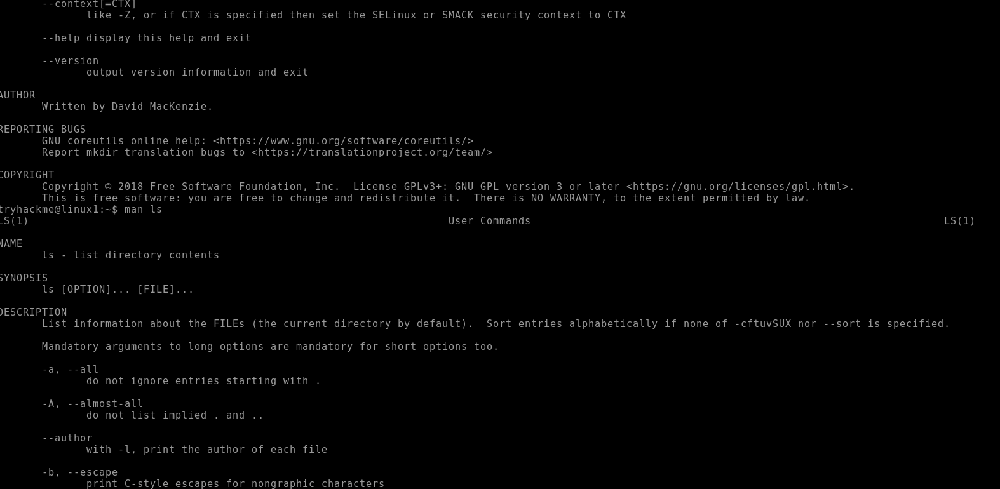 --context[=CTX]
like -Z, or if CTX is specified then set the SELinux or SMACK security context to CTX
--help display this help and exit
--version
output version information and exit
AUTHOR
Written by David MacKenzie.
REPORTING BUGS
GNU coreutils online help: <https://www.gnu.org/software/coreutils/>
Report mkdir translation bugs to <https://translationproject.org/team/>
COPYRIGHT
Copyright © 2018 Free Software Foundation, Inc.  License GPLv3+: GNU GPL version 3 or later <https://gnu.org/licenses/gpl.html>.
This is free software: you are free to change and redistribute it.  There is NO WARRANTY, to the extent permitted by law.
tryhackme@linux1:~$ man ls
LS(1) User Commands LS(1)
NAME
ls - list directory contents
SYNOPSIS
ls [OPTION]... [FILE]...
DESCRIPTION
List information about the FILEs (the current directory by default).  Sort entries alphabetically if none of -cftuvSUX nor --sort is specified.
Mandatory arguments to long options are mandatory for short options too.
-a, --all
do not ignore entries starting with .
-A, --almost-all
do not list implied . and ..
--author
with -l, print the author of each file
-b, --escape
print C-style escapes for nongraphic characters